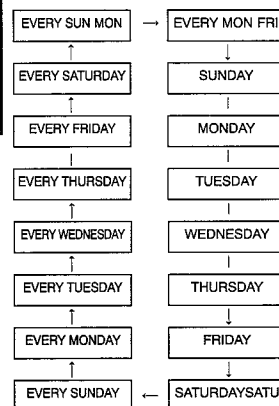 EVERY SUN MON → EVERY MON FRI
EVERY SATURDAY SUNDAY
EVERY FRIDAY MONDAY
EVERY THURSDAY TUESDAY
EVERY WEDNESDAY WEDNESDAY
EVERY TUESDAY THURSDAY
EVERY MONDAY FRIDAY
EVERY SUNDAY ← SATURDAYSATU